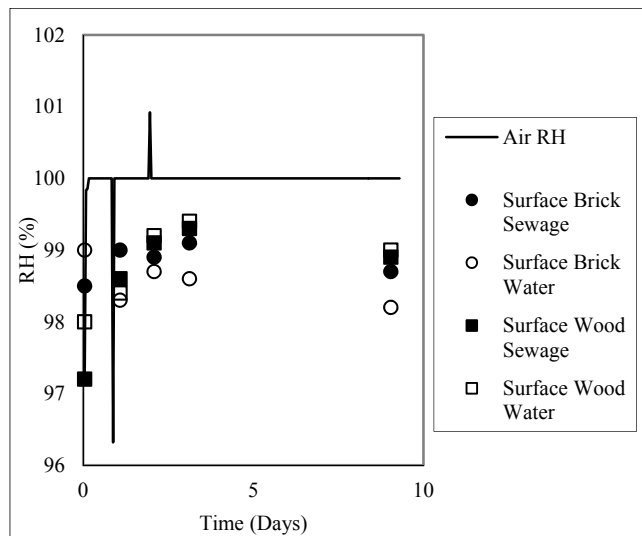 102
101
100
99
98
97
96
RH (%)
0
5
10
Time (Days)
Air RH
Surface Brick
Sewage
Surface Brick
Water
Surface Wood
Sewage
Surface Wood
Water